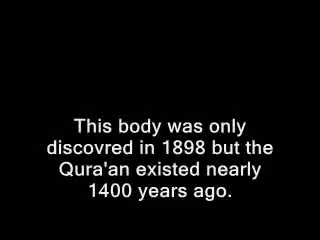 This body was only
discovred in 1898 but the
Qura'an existed nearly
1400 years ago.